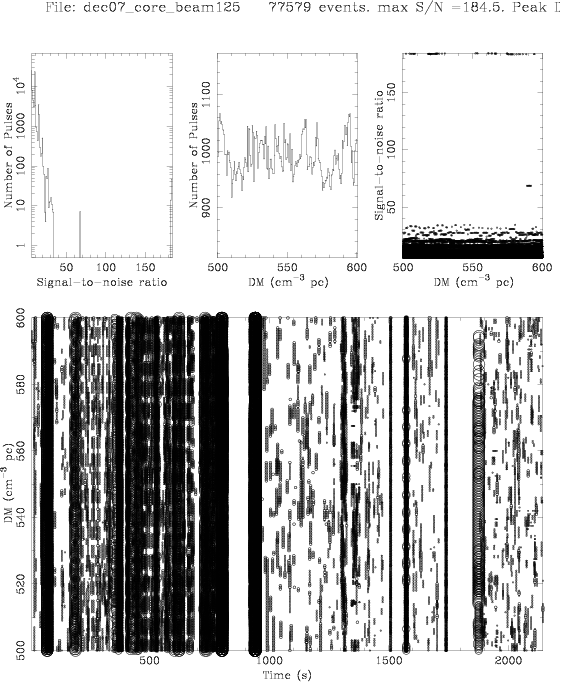 File: dec07_core_beam125 77579 events. max S/N =184.5. Peak D
Number of Pulses
10⁴
1000
100
10
1
50 100 150
Signal−to−noise ratio
Number of Pulses
1100
1000
900
500 550 600
DM (cm⁻³ pc)
Signal−to−noise ratio
150
100
50
500 550 600
DM (cm⁻³ pc)
DM (cm⁻³ pc)
600
580
560
540
520
500
500 1000 1500 2000
Time (s)